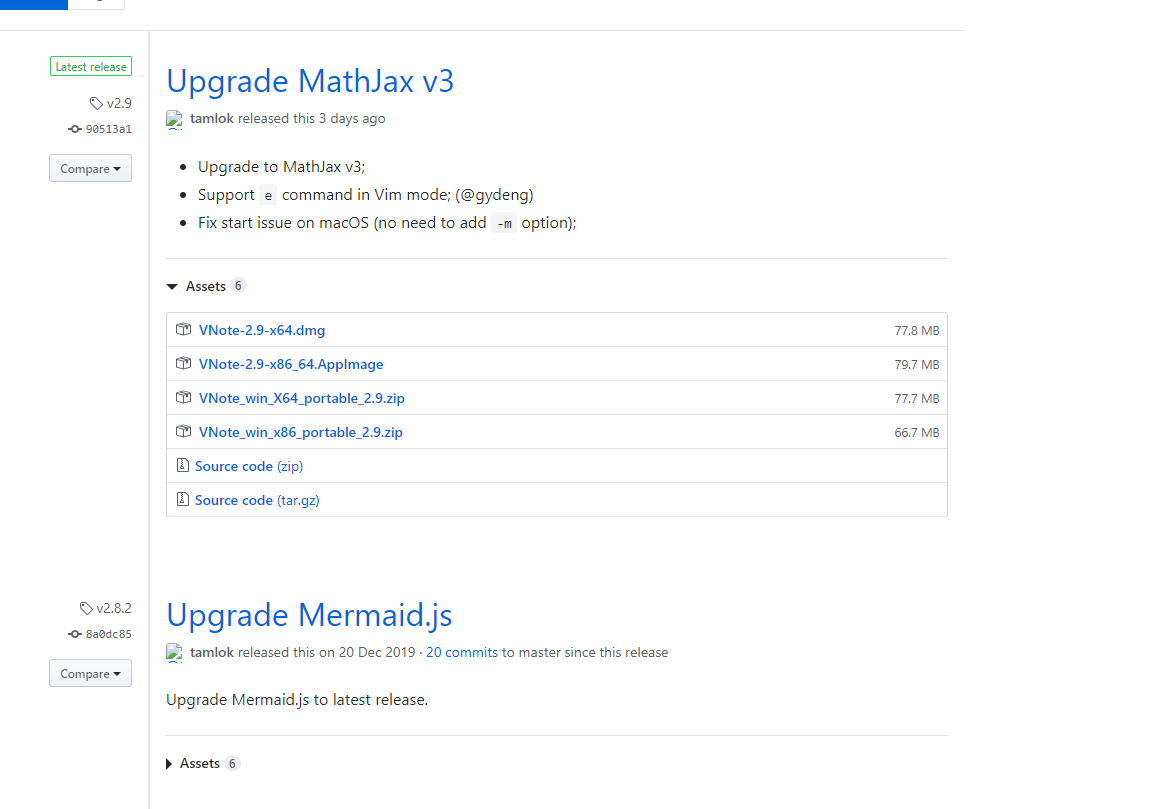 Latest release
v2.9
90513a1
Compare
Upgrade MathJax v3
tamlok released this 3 days ago
Upgrade to MathJax v3;
Support e command in Vim mode; (@gydeng)
Fix start issue on macOS (no need to add -m option);
Assets 6
VNote-2.9-x64.dmg 77.8 MB
VNote-2.9-x86_64.AppImage 79.7 MB
VNote_win_X64_portable_2.9.zip 77.7 MB
VNote_win_x86_portable_2.9.zip 66.7 MB
Source code (zip)
Source code (tar.gz)
v2.8.2
8a0dc85
Compare
Upgrade Mermaid.js
tamlok released this on 20 Dec 2019 · 20 commits to master since this release
Upgrade Mermaid.js to latest release.
Assets 6